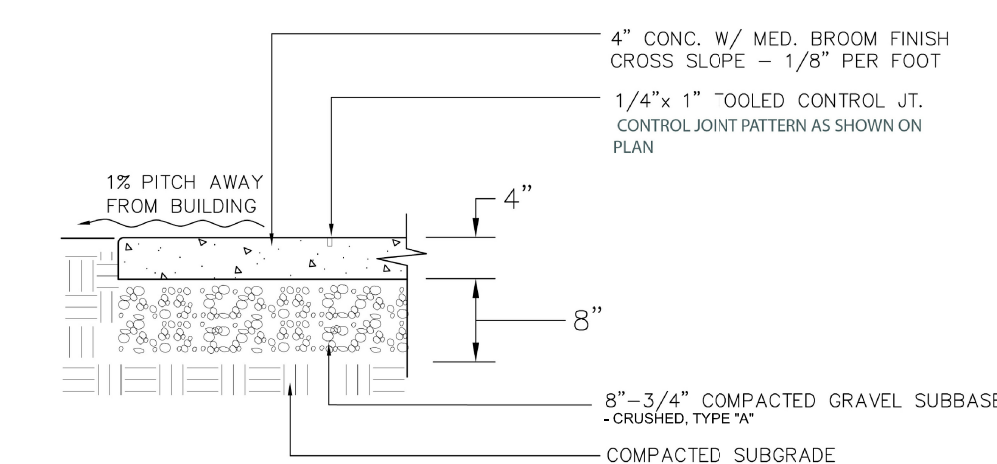 4" CONC. W/ MED. BROOM FINISH
CROSS SLOPE – 1/8" PER FOOT
1/4"x 1" TOOLED CONTROL JT.
CONTROL JOINT PATTERN AS SHOWN ON
PLAN
1% PITCH AWAY
FROM BUILDING
4"
8"
8"–3/4" COMPACTED GRAVEL SUBBASE
- CRUSHED, TYPE "A"
COMPACTED SUBGRADE